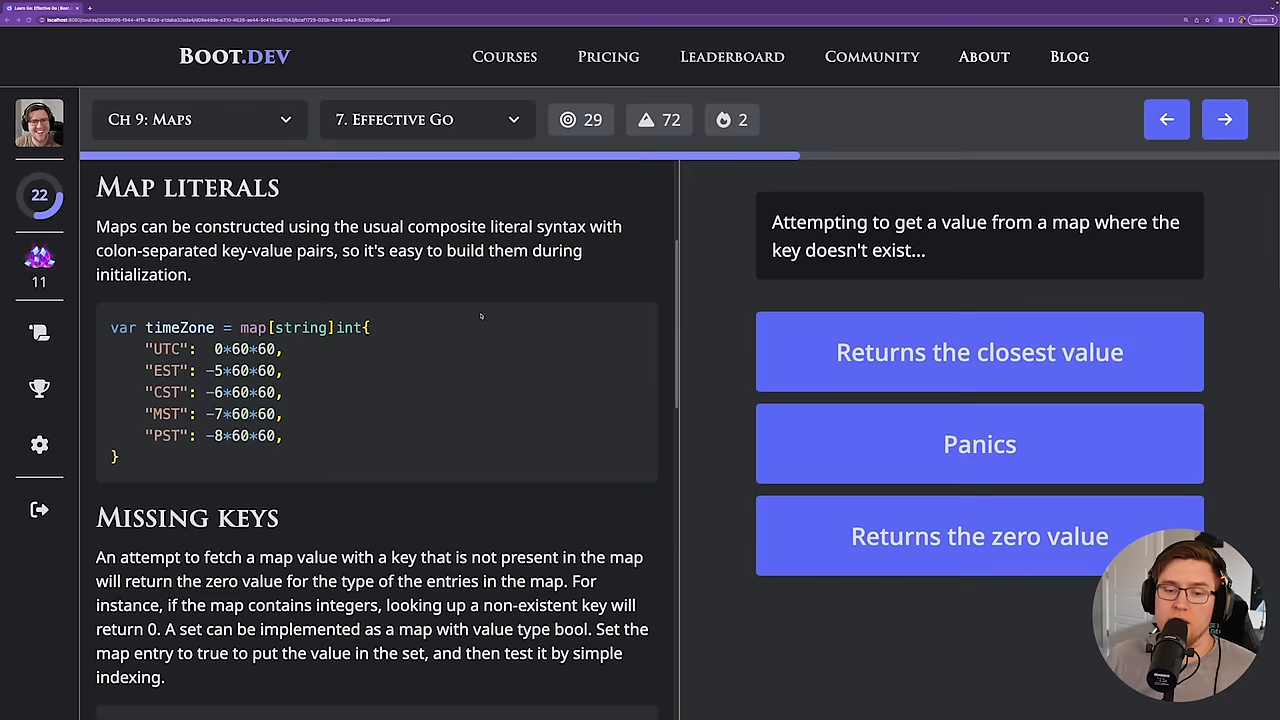 Learn Go: Effective Go | Boot.
BOOT.DEV
COURSES
PRICING
LEADERBOARD
COMMUNITY
ABOUT
BLOG
CH 9: MAPS
7. EFFECTIVE GO
29
72
2
22
11
MAP LITERALS
Maps can be constructed using the usual composite literal syntax with
colon-separated key-value pairs, so it's easy to build them during
initialization.
var timeZone = map[string]int{
"UTC":  0*60*60,
"EST": -5*60*60,
"CST": -6*60*60,
"MST": -7*60*60,
"PST": -8*60*60,
}
MISSING KEYS
An attempt to fetch a map value with a key that is not present in the map
will return the zero value for the type of the entries in the map. For
instance, if the map contains integers, looking up a non-existent key will
return 0. A set can be implemented as a map with value type bool. Set the
map entry to true to put the value in the set, and then test it by simple
indexing.
Attempting to get a value from a map where the
key doesn't exist...
Returns the closest value
Panics
Returns the zero value